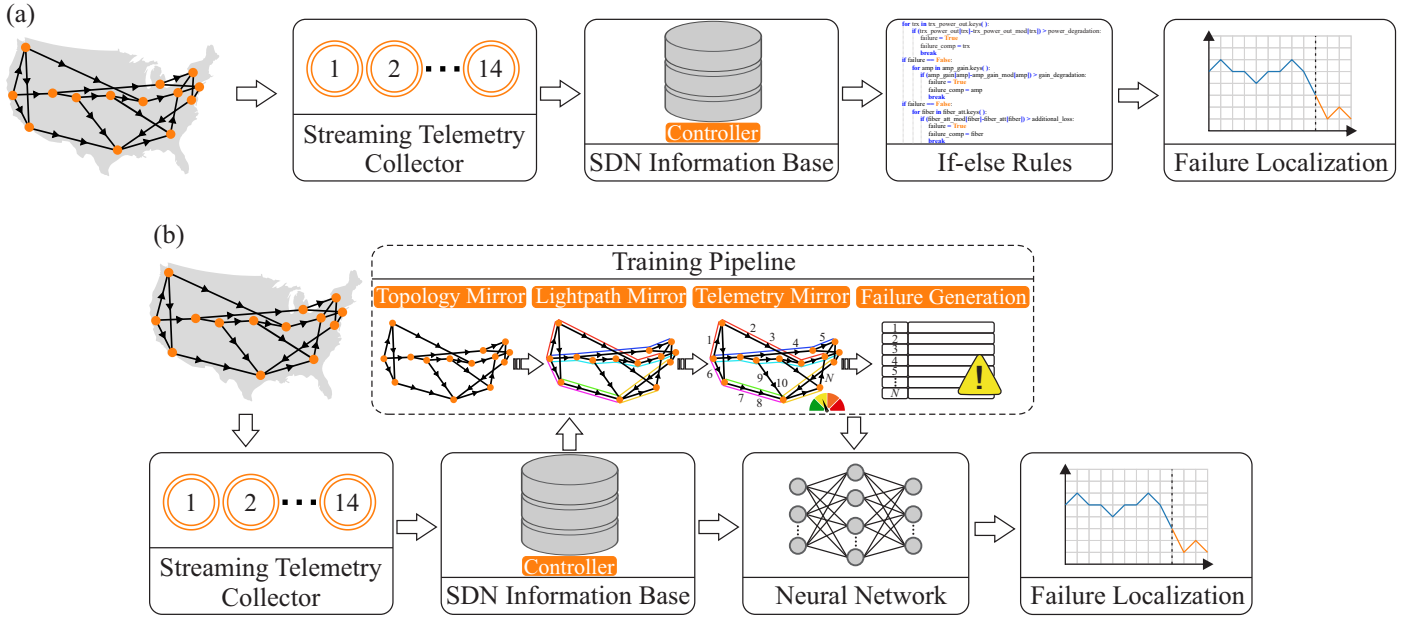 (a)
1
2
14
Streaming Telemetry
Collector
Controller
SDN Information Base
for trx in trx_power_out.keys( ):
if (trx_power_out[trx]-trx_power_out_mod[trx]) > power_degradation:
failure = True
failure_comp = trx
break
if failure == False:
for amp in amp_gain.keys( ):
if (amp_gain[amp]-amp_gain_mod[amp]) > gain_degradation:
failure = True
failure_comp = amp
break
if failure == False:
for fiber in fiber_att.keys( ):
if (fiber_att_mod[fiber]-fiber_att[fiber]) > additional_loss:
failure = True
failure_comp = fiber
break
If-else Rules
Failure Localization
(b)
Training Pipeline
Topology Mirror
Lightpath Mirror
Telemetry Mirror
Failure Generation
1
2
3
4
5
6
7
8
9
10
N
1
2
3
4
5
N
1
2
14
Streaming Telemetry
Collector
Controller
SDN Information Base
Neural Network
Failure Localization